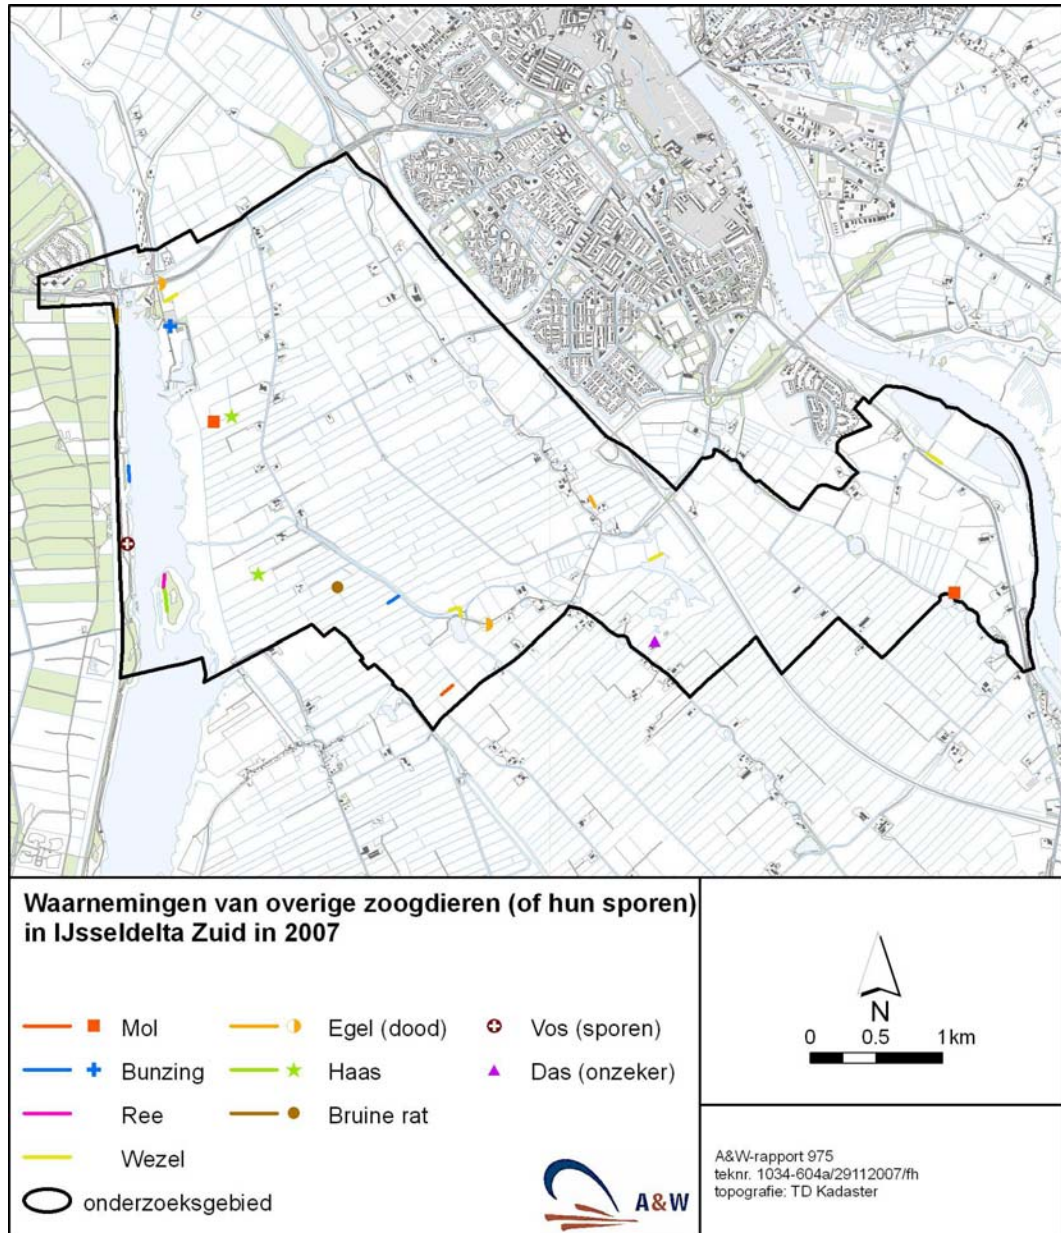 Waarnemingen van overige zoogdieren (of hun sporen)
in IJsseldelta Zuid in 2007
Mol
Egel (dood)
Vos (sporen)
Bunzing
Haas
Das (onzeker)
Ree
Bruine rat
Wezel
onderzoeksgebied
A&W
N
0 0.5 1km
A&W-rapport 975
teknr. 1034-604a/29112007/fh
topografie: TD Kadaster